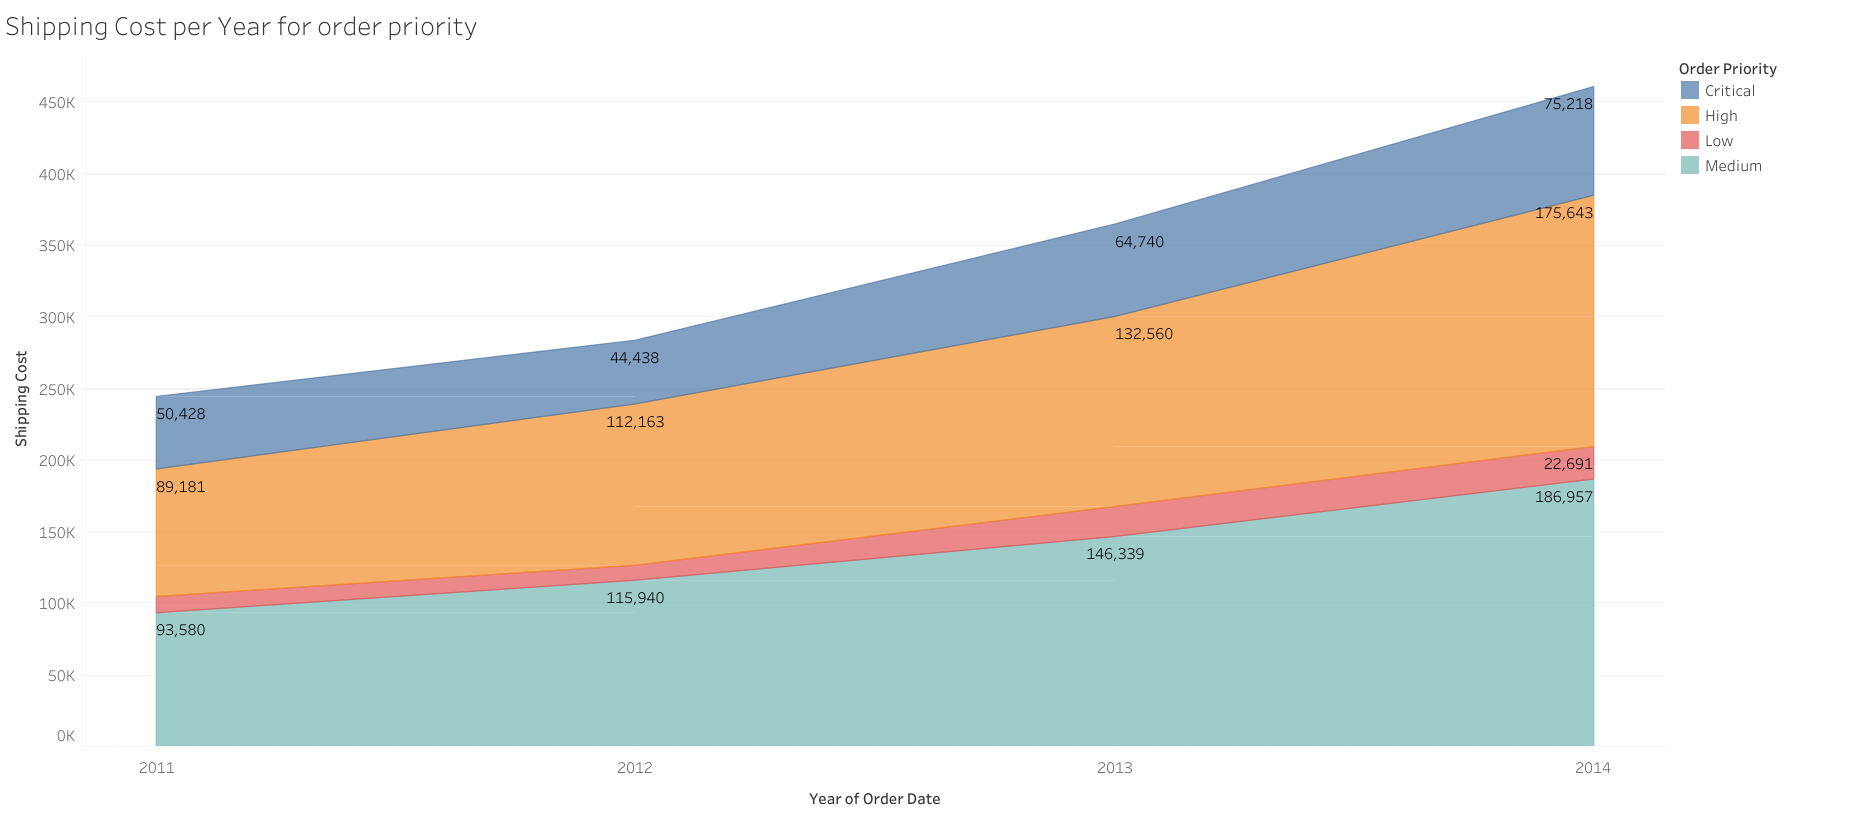 Shipping Cost per Year for order priority
Order Priority
Critical
High
Low
Medium
Shipping Cost
450K
400K
350K
300K
250K
200K
150K
100K
50K
0K
50,428
89,181
93,580
44,438
112,163
115,940
64,740
132,560
146,339
75,218
175,643
22,691
186,957
2011 2012 2013 2014
Year of Order Date